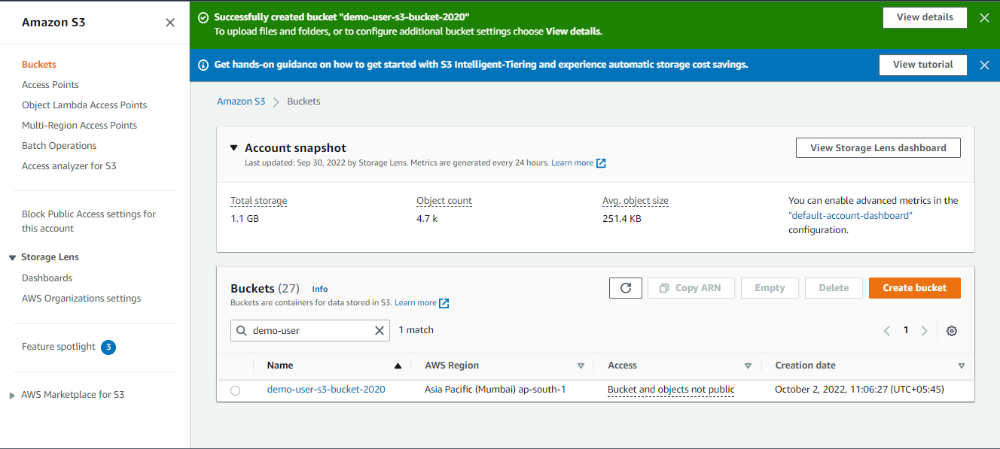 Amazon S3
Buckets
Access Points
Object Lambda Access Points
Multi-Region Access Points
Batch Operations
Access analyzer for S3
Block Public Access settings for
this account
Storage Lens
Dashboards
AWS Organizations settings
Feature spotlight 3
AWS Marketplace for S3
Successfully created bucket "demo-user-s3-bucket-2020"
To upload files and folders, or to configure additional bucket settings choose View details.
View details
Get hands-on guidance on how to get started with S3 Intelligent-Tiering and experience automatic storage cost savings.
View tutorial
Amazon S3 Buckets
Account snapshot
Last updated: Sep 30, 2022 by Storage Lens. Metrics are generated every 24 hours. Learn more
View Storage Lens dashboard
Total storage
1.1 GB
Object count
4.7 k
Avg. object size
251.4 KB
You can enable advanced metrics in the
"default-account-dashboard"
configuration.
Buckets (27) Info
Buckets are containers for data stored in S3. Learn more
Copy ARN
Empty
Delete
Create bucket
demo-user 1 match
1
Name AWS Region Access Creation date
demo-user-s3-bucket-2020 Asia Pacific (Mumbai) ap-south-1 Bucket and objects not public October 2, 2022, 11:06:27 (UTC+05:45)